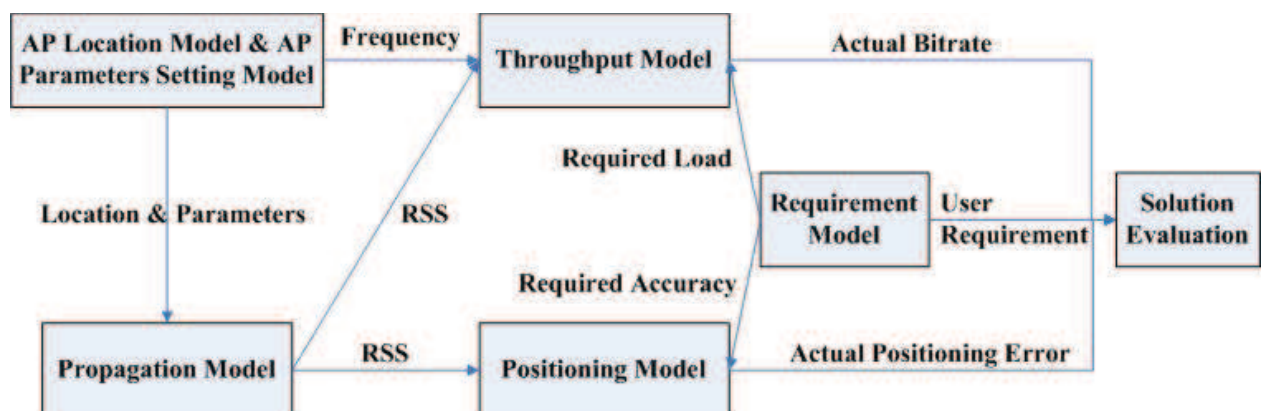 AP Location Model & AP
Parameters Setting Model
Frequency
Throughput Model
Actual Bitrate
Required Load
Location & Parameters
RSS
Requirement
Model
User
Requirement
Solution
Evaluation
Required Accuracy
Propagation Model
RSS
Positioning Model
Actual Positioning Error